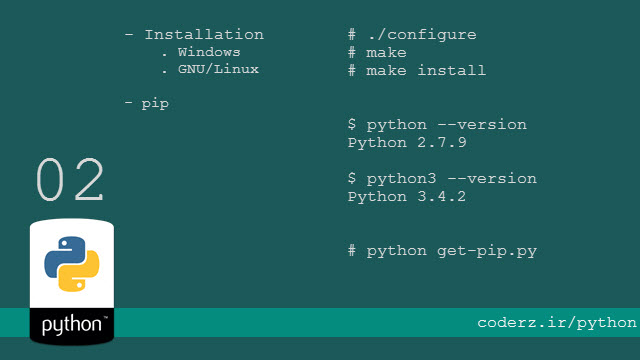 - Installation
. Windows
. GNU/Linux
- pip
# ./configure
# make
# make install
$ python --version
Python 2.7.9
$ python3 --version
Python 3.4.2
# python get-pip.py
02
python™
coderz.ir/python